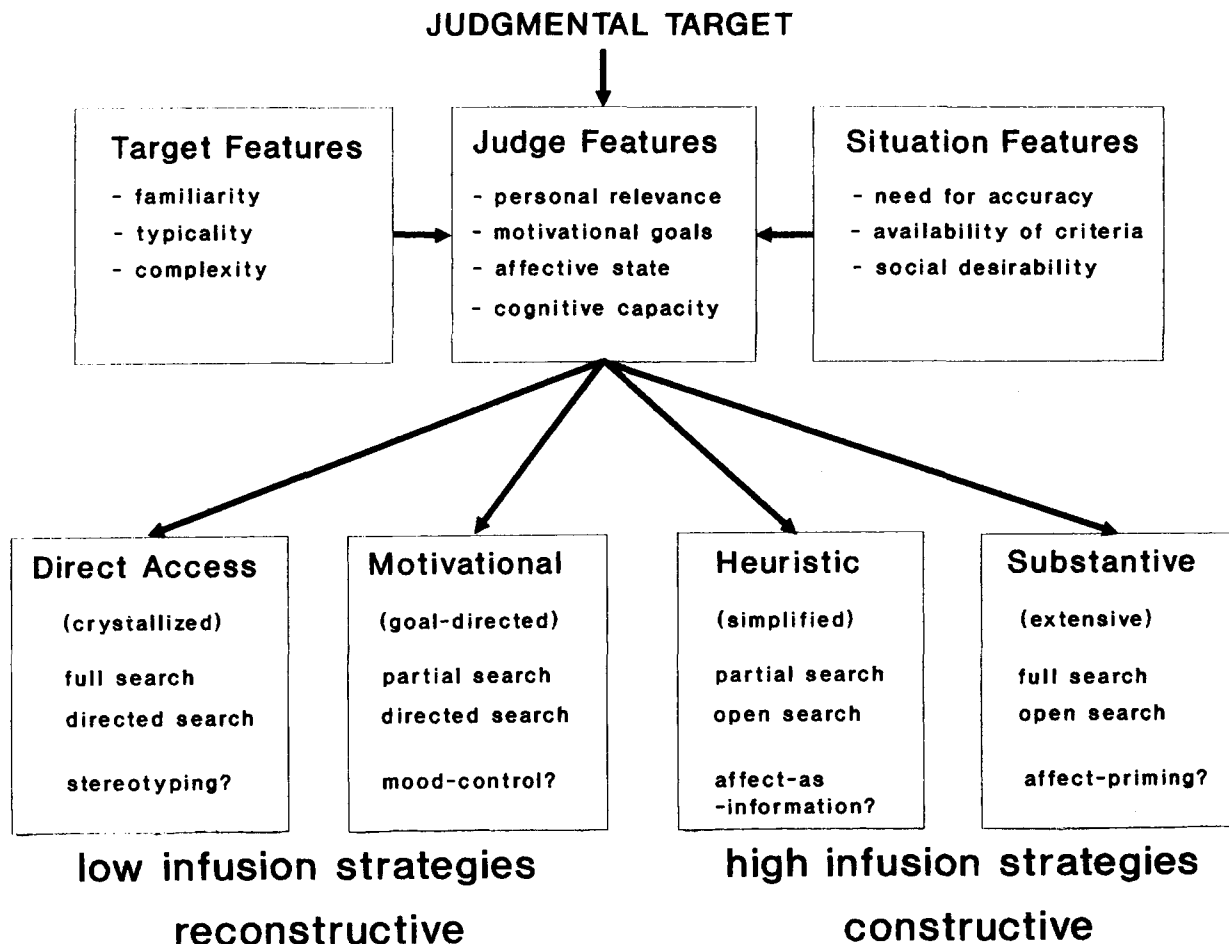 JUDGMENTAL TARGET
Target Features
- familiarity
- typicality
- complexity
Judge Features
- personal relevance
- motivational goals
- affective state
- cognitive capacity
Situation Features
- need for accuracy
- availability of criteria
- social desirability
Direct Access
(crystallized)
full search
directed search
stereotyping?
Motivational
(goal-directed)
partial search
directed search
mood-control?
Heuristic
(simplified)
partial search
open search
affect-as
-information?
Substantive
(extensive)
full search
open search
affect-priming?
low infusion strategies
reconstructive
high infusion strategies
constructive